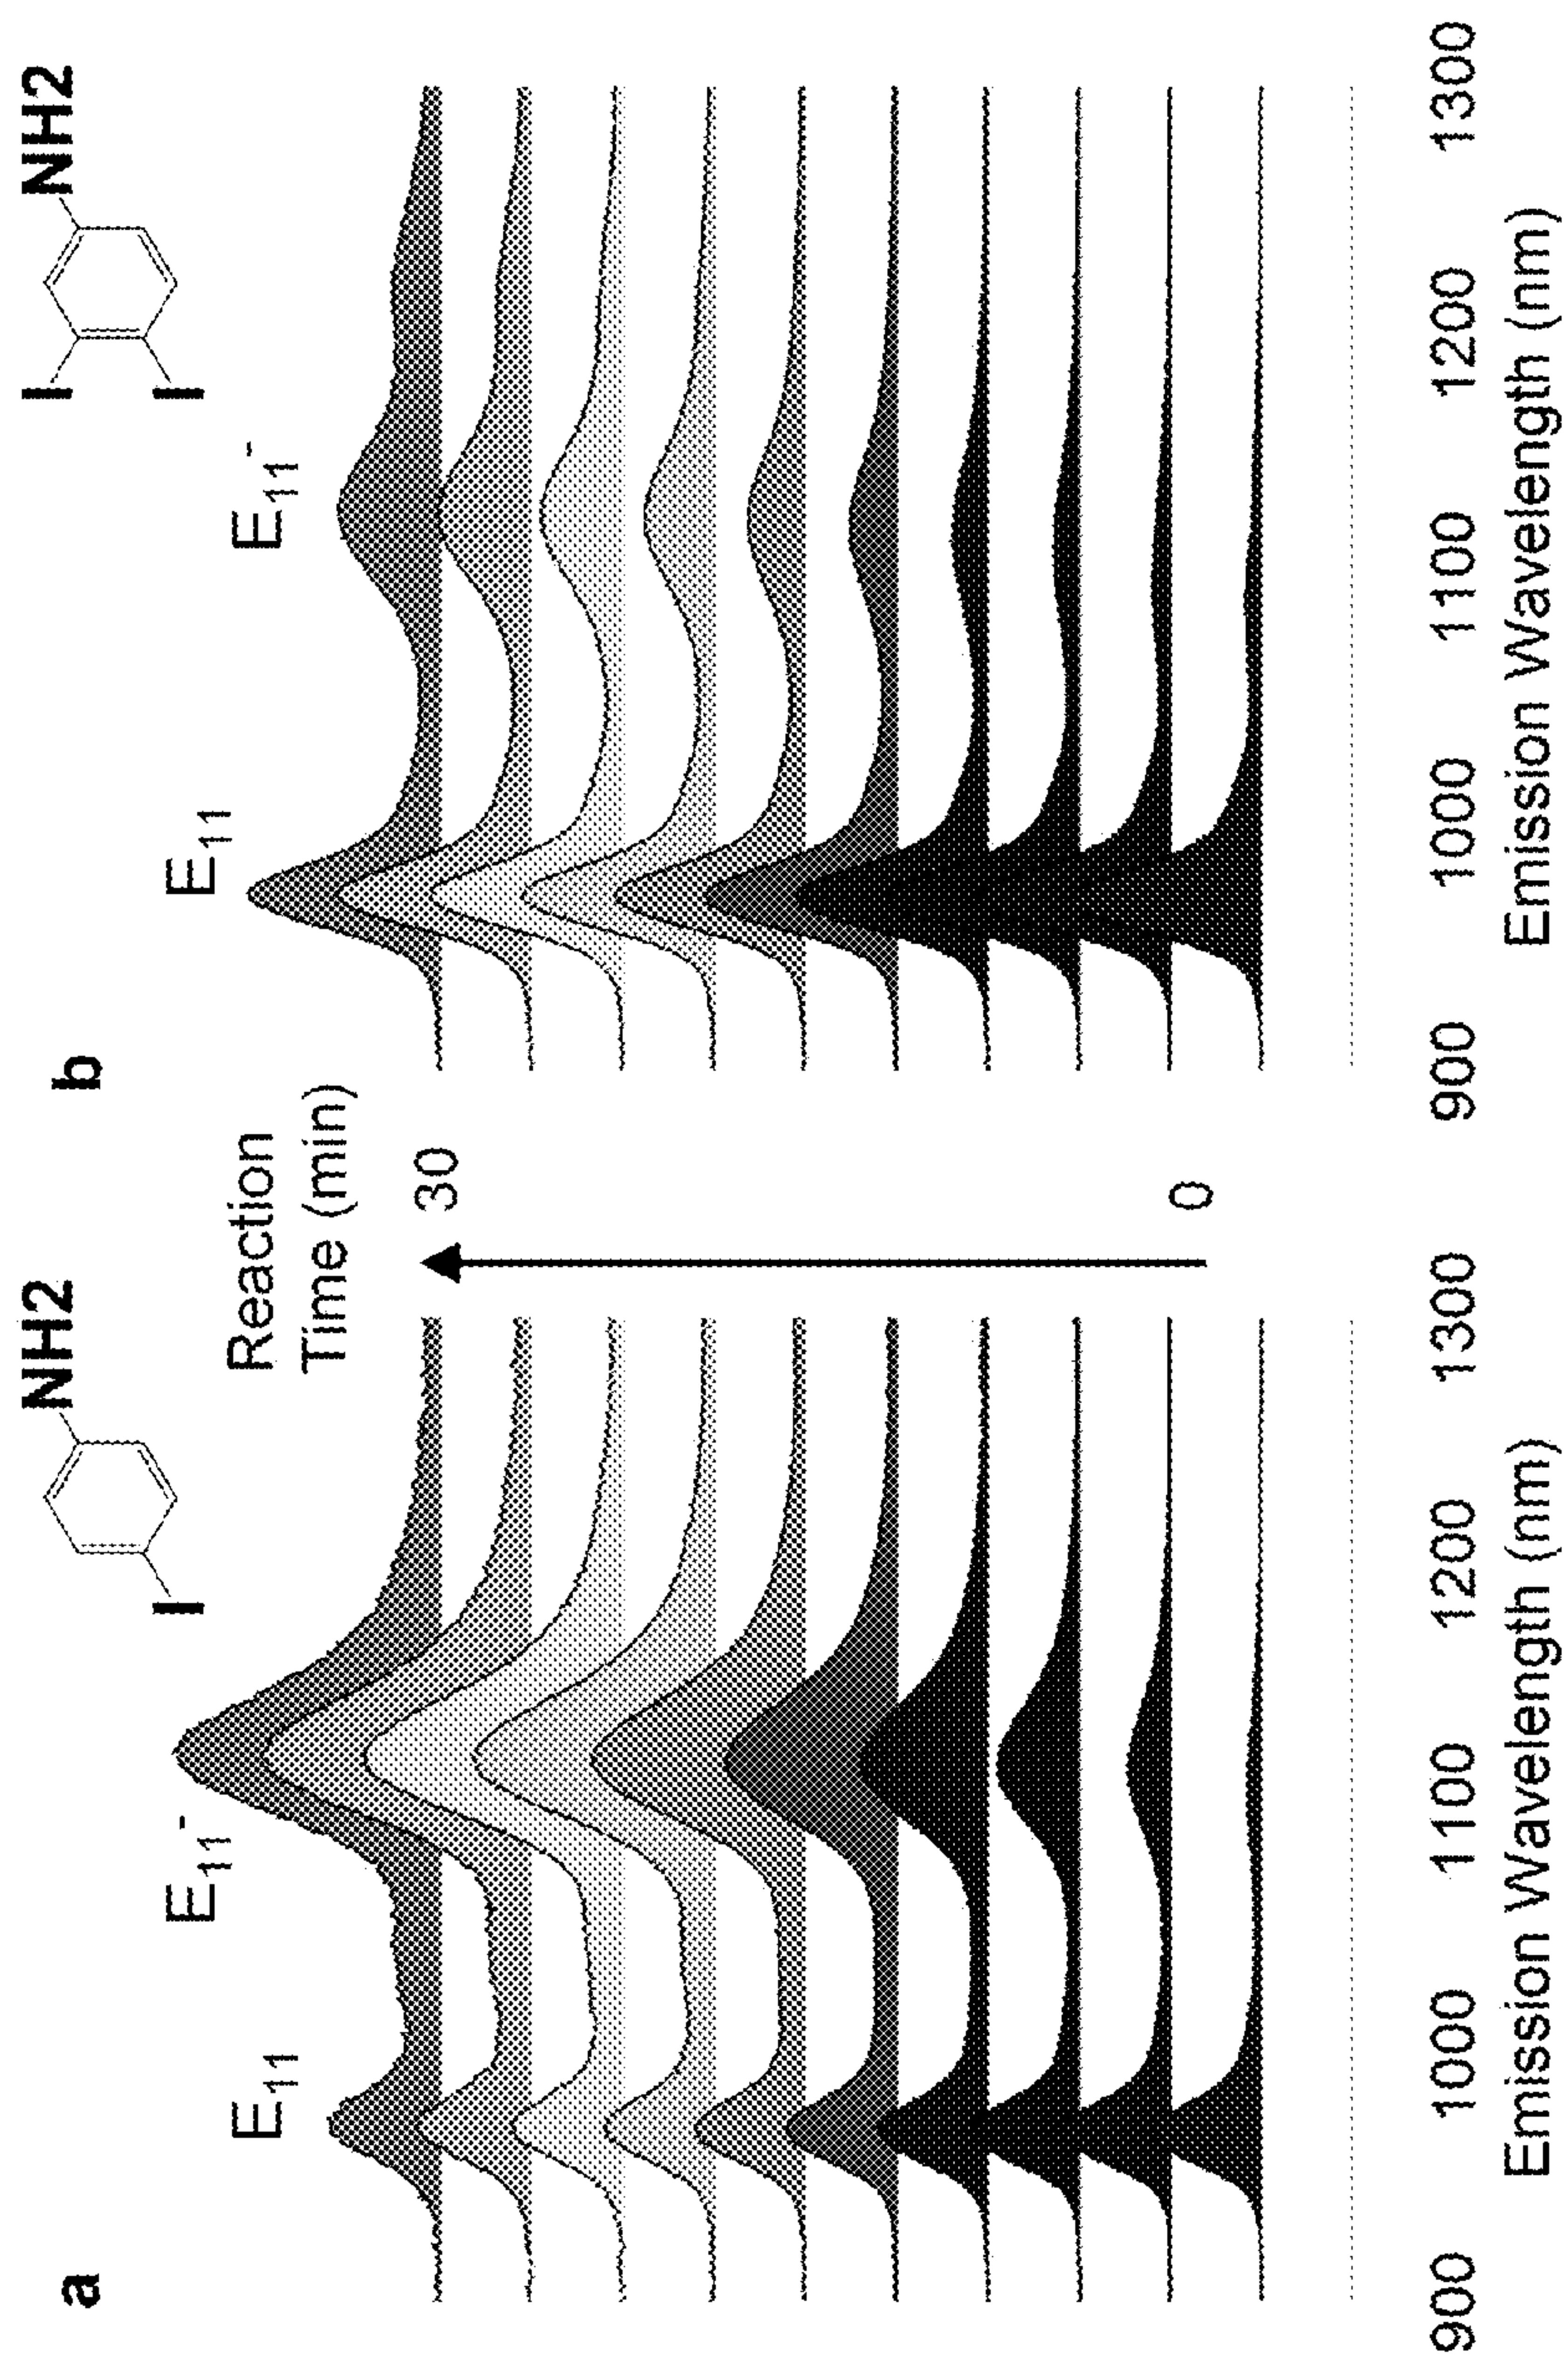 a
I
NH2
E11
E11-
900
1000
1100
1200
1300
Emission Wavelength (nm)
Reaction
Time (min)
30
0
b
I
I
NH2
E11
E11-
900
1000
1100
1200
1300
Emission Wavelength (nm)